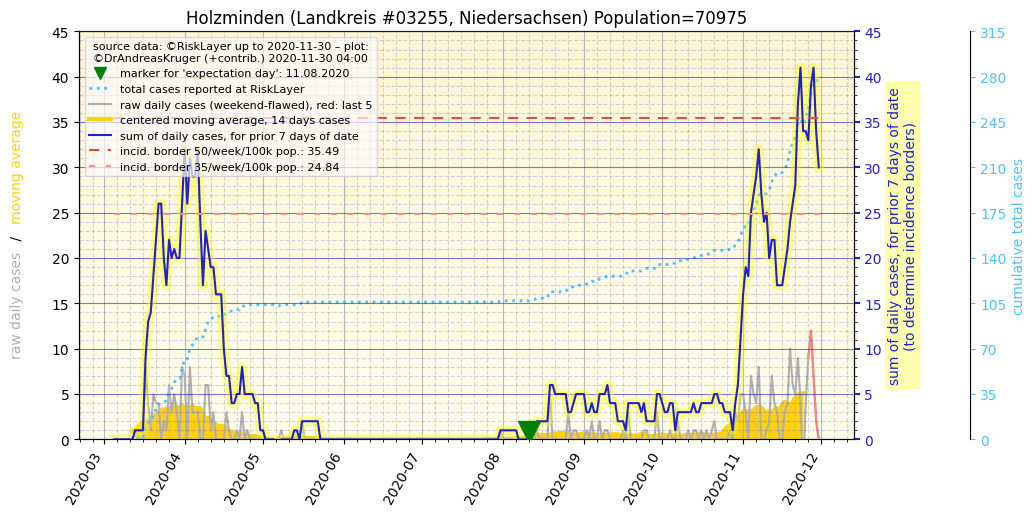 Holzminden (Landkreis #03255, Niedersachsen) Population=70975
source data: ©RiskLayer up to 2020-11-30 – plot:
©DrAndreasKruger (+contrib.) 2020-11-30 04:00
marker for 'expectation day': 11.08.2020
total cases reported at RiskLayer
raw daily cases (weekend-flawed), red: last 5
centered moving average, 14 days cases
sum of daily cases, for prior 7 days of date
incid. border 50/week/100k pop.: 35.49
incid. border 35/week/100k pop.: 24.84
raw daily cases / moving average
45
40
35
30
25
20
15
10
5
0
2020-03
2020-04
2020-05
2020-06
2020-07
2020-08
2020-09
2020-10
2020-11
2020-12
45
40
35
30
25
20
15
10
5
0
sum of daily cases, for prior 7 days of date
(to determine incidence borders)
315
280
245
210
175
140
105
70
35
0
cumulative total cases